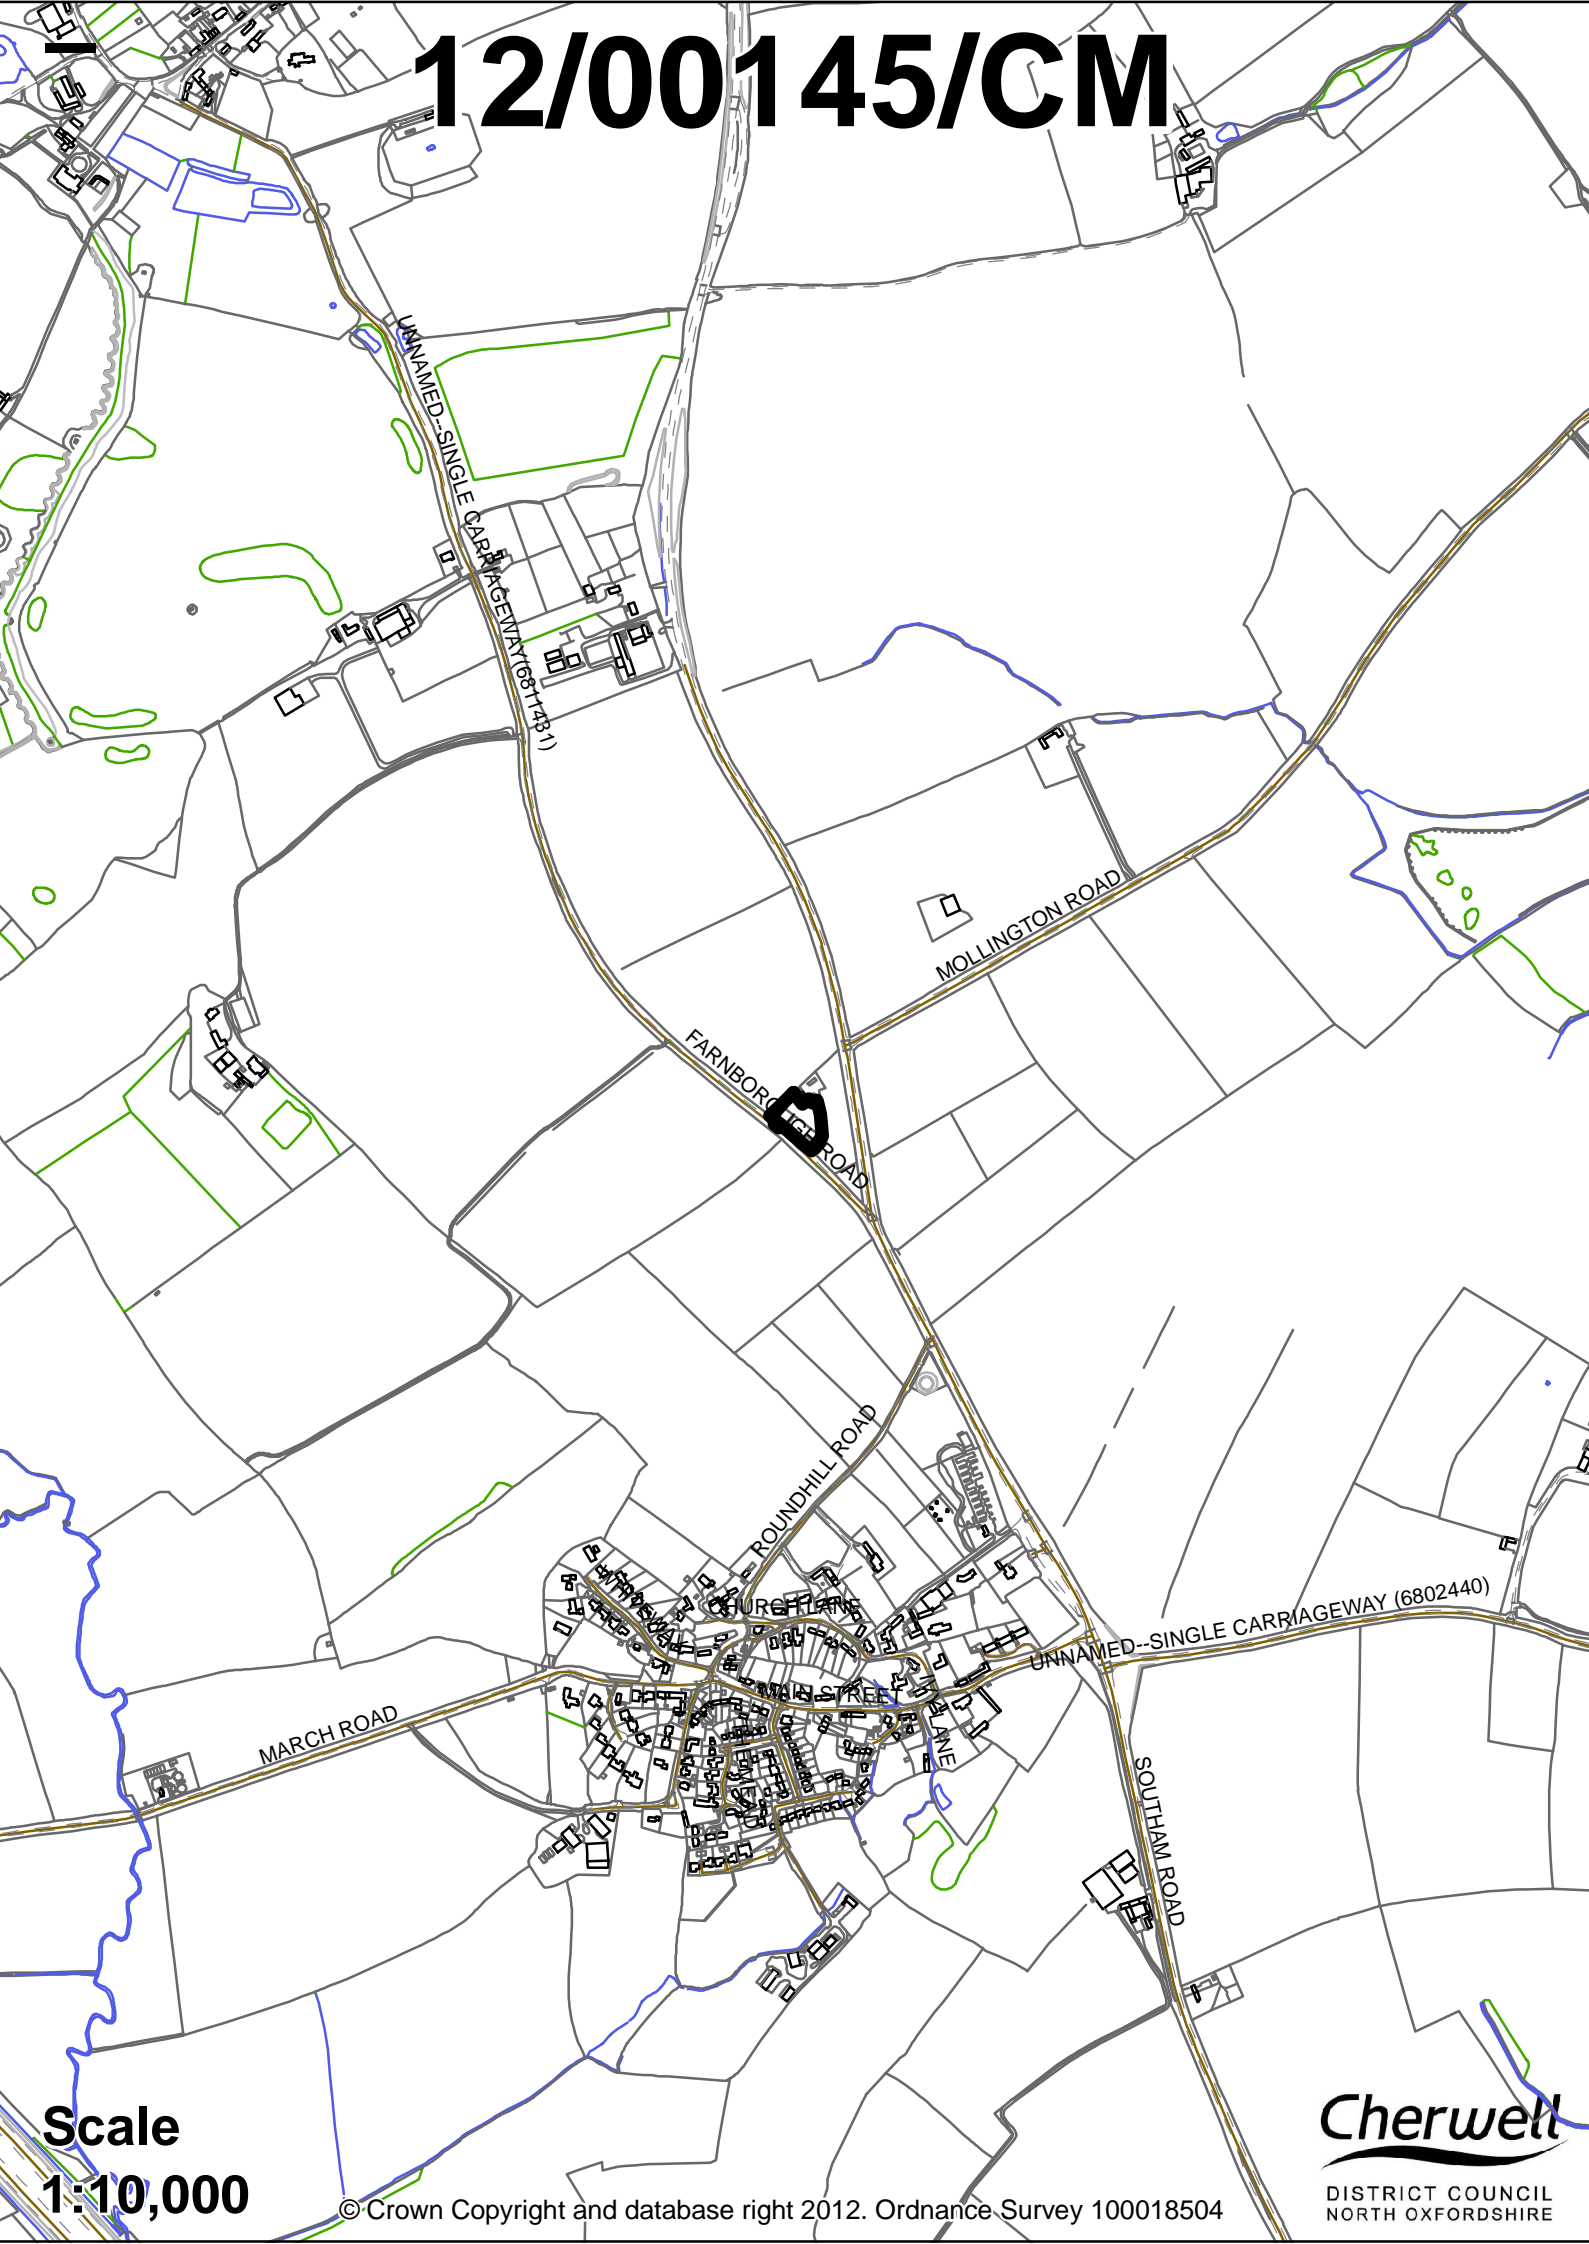 12/00145/CM
UNNAMED--SINGLE CARRIAGEWAY(6811431)
MOLLINGTON ROAD
FARNBOROUGH ROAD
ROUNDHILL ROAD
CHURCH LANE
UNNAMED--SINGLE CARRIAGEWAY (6802440)
MAIN STREET
MARCH ROAD
LANE
MEAD
SOUTHAM ROAD
Scale
1:10,000
© Crown Copyright and database right 2012. Ordnance Survey 100018504
Cherwell
DISTRICT COUNCIL
NORTH OXFORDSHIRE